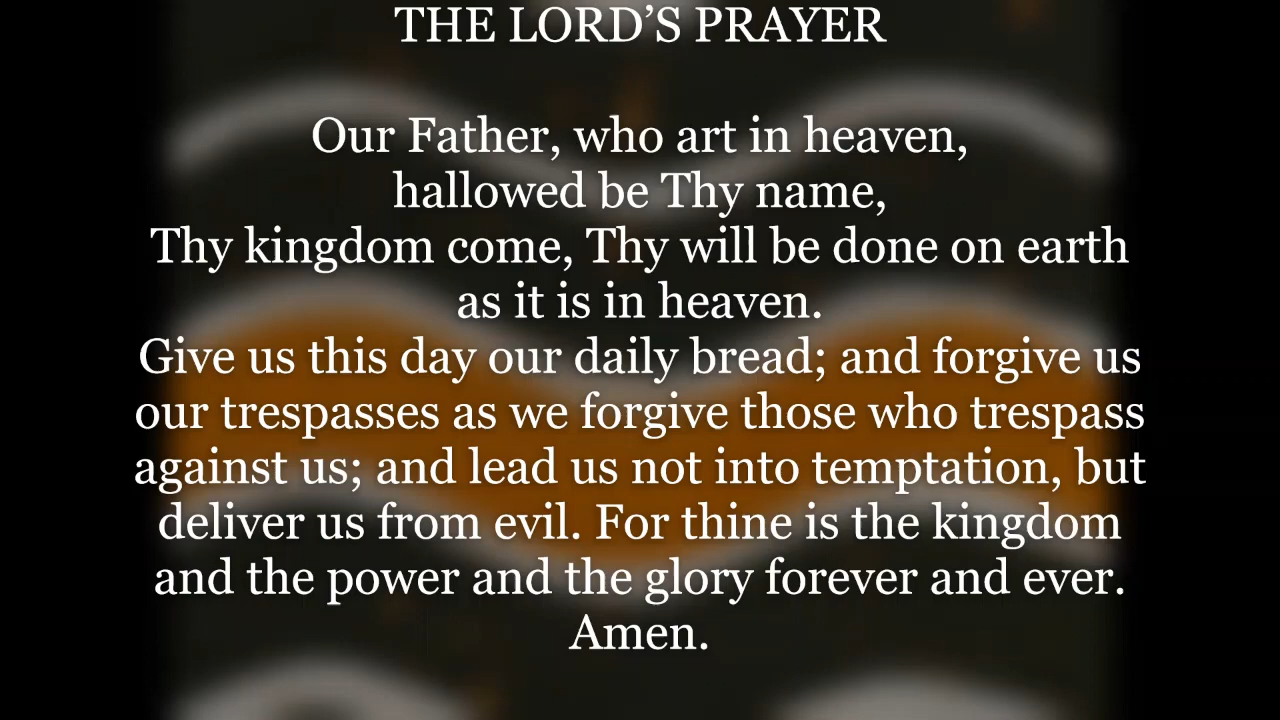 THE LORD’S PRAYER
Our Father, who art in heaven,
hallowed be Thy name,
Thy kingdom come, Thy will be done on earth
as it is in heaven.
Give us this day our daily bread; and forgive us
our trespasses as we forgive those who trespass
against us; and lead us not into temptation, but
deliver us from evil. For thine is the kingdom
and the power and the glory forever and ever.
Amen.